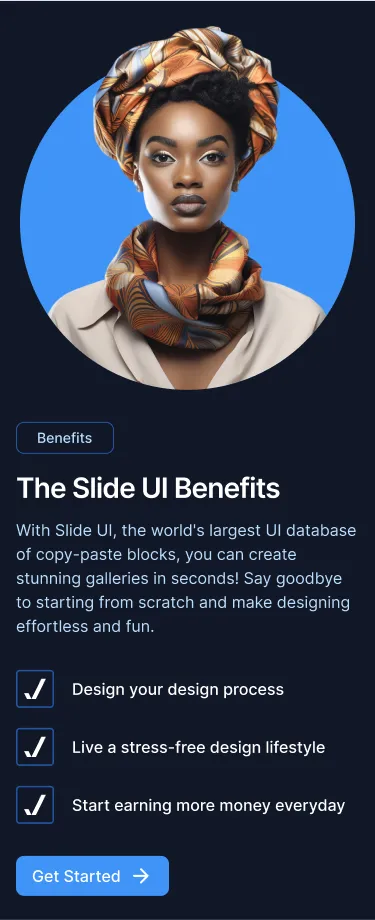 Benefits
The Slide UI Benefits
With Slide UI, the world's largest UI database
of copy-paste blocks, you can create
stunning galleries in seconds! Say goodbye
to starting from scratch and make designing
effortless and fun.
Design your design process
Live a stress-free design lifestyle
Start earning more money everyday
Get Started